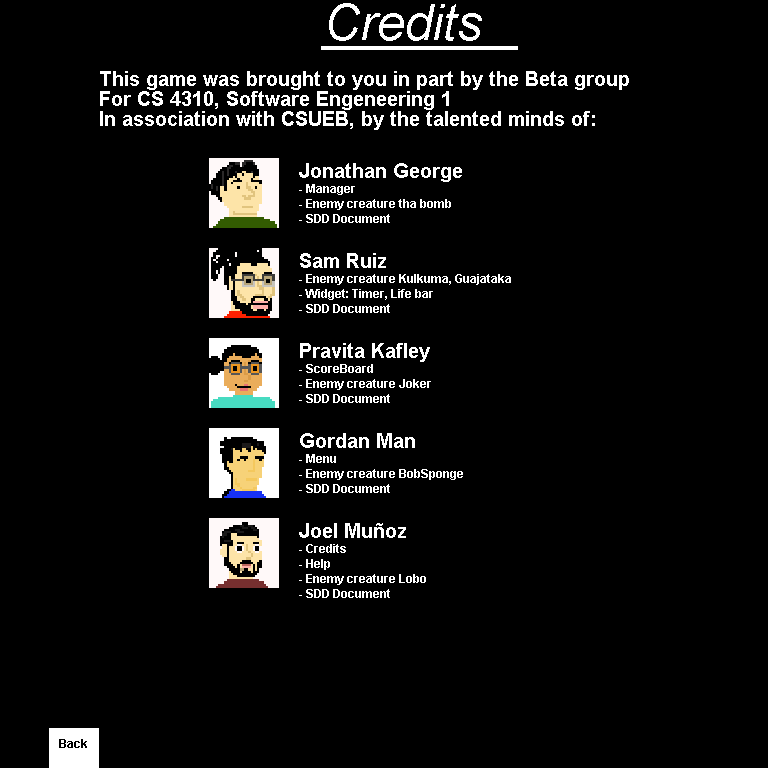 Credits
This game was brought to you in part by the Beta group
For CS 4310, Software Engeneering 1
In association with CSUEB, by the talented minds of:
Jonathan George
- Manager
- Enemy creature tha bomb
- SDD Document
Sam Ruiz
- Enemy creature Kulkuma, Guajataka
- Widget: Timer, Life bar
- SDD Document
Pravita Kafley
- ScoreBoard
- Enemy creature Joker
- SDD Document
Gordan Man
- Menu
- Enemy creature BobSponge
- SDD Document
Joel Muñoz
- Credits
- Help
- Enemy creature Lobo
- SDD Document
Back